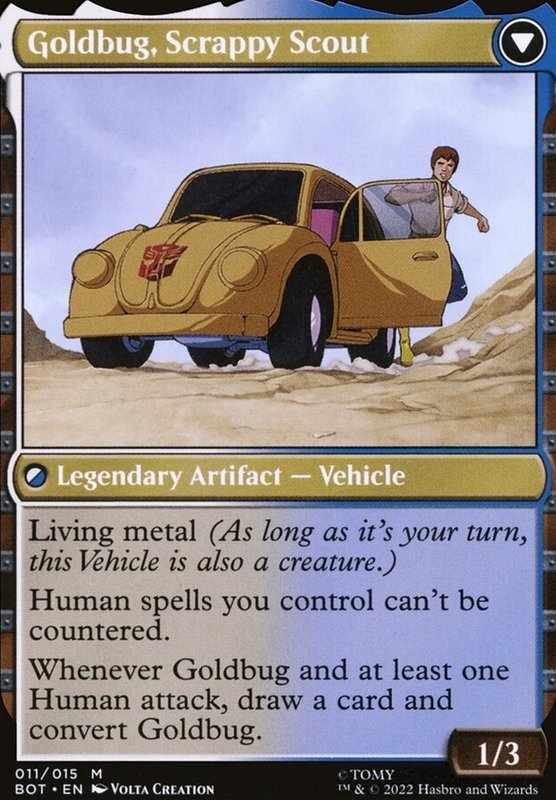 Goldbug, Scrappy Scout
Legendary Artifact — Vehicle
Living metal (As long as it's your turn,
this Vehicle is also a creature.)
Human spells you control can't be
countered.
Whenever Goldbug and at least one
Human attack, draw a card and
convert Goldbug.
1/3
011/015 M
BOT • EN Volta Creation
© TOMY
™ & © 2022 Hasbro and Wizards